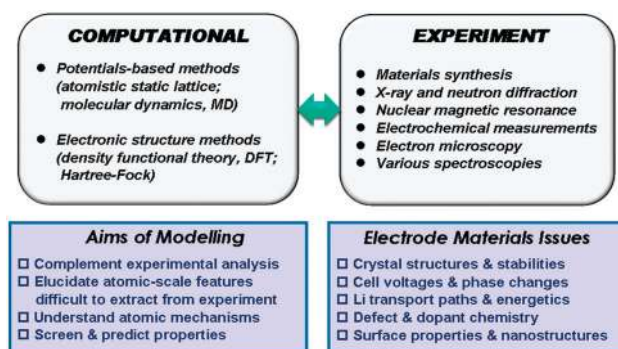 COMPUTATIONAL
● Potentials-based methods
(atomistic static lattice;
molecular dynamics, MD)
● Electronic structure methods
(density functional theory, DFT;
Hartree-Fock)
EXPERIMENT
● Materials synthesis
● X-ray and neutron diffraction
● Nuclear magnetic resonance
● Electrochemical measurements
● Electron microscopy
● Various spectroscopies
Aims of Modelling
□ Complement experimental analysis
□ Elucidate atomic-scale features
difficult to extract from experiment
□ Understand atomic mechanisms
□ Screen & predict properties
Electrode Materials Issues
□ Crystal structures & stabilities
□ Cell voltages & phase changes
□ Li transport paths & energetics
□ Defect & dopant chemistry
□ Surface properties & nanostructures